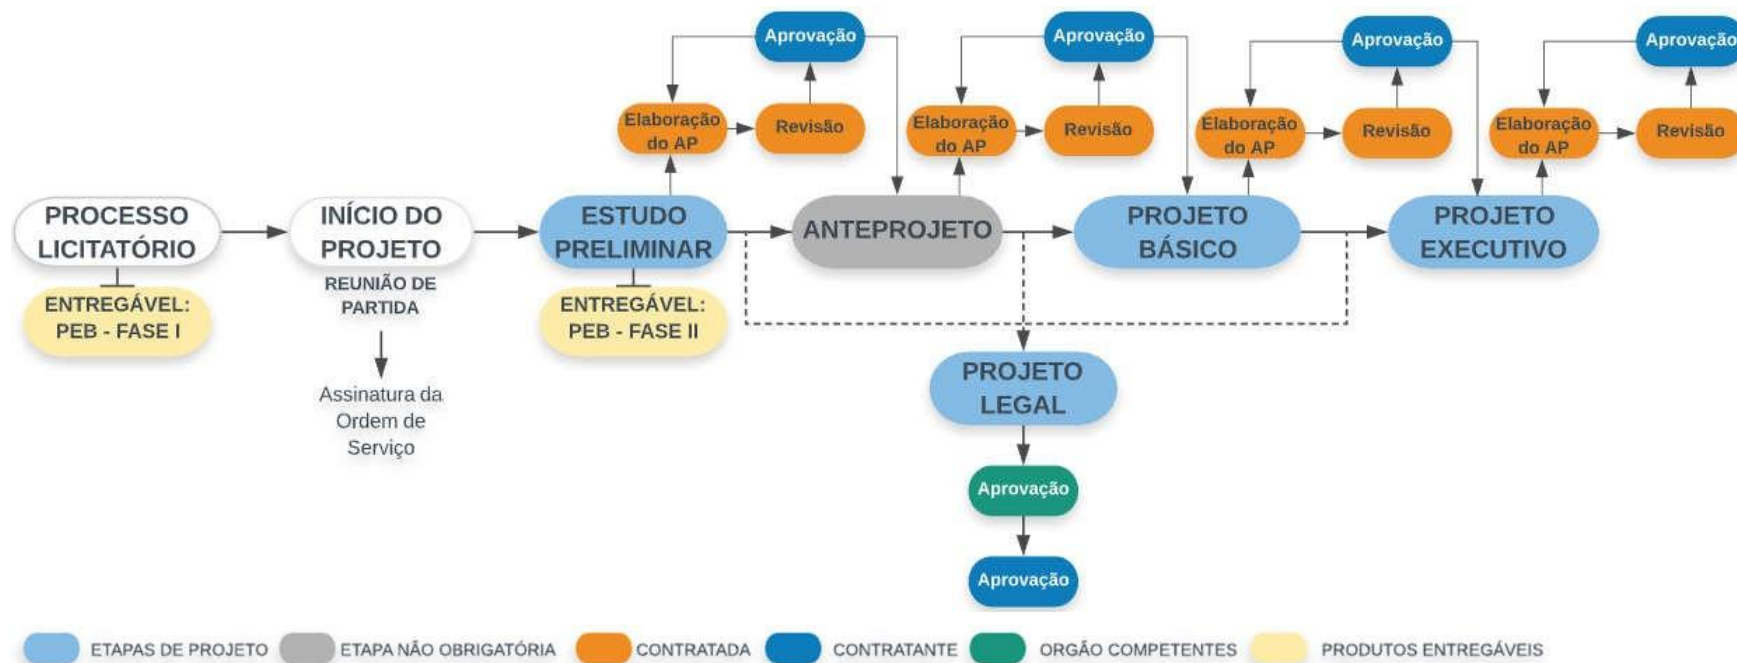 Aprovação
Aprovação
Aprovação
Aprovação
Elaboração
do AP
Revisão
Elaboração
do AP
Revisão
Elaboração
do AP
Revisão
Elaboração
do AP
Revisão
PROCESSO
LICITATÓRIO
INÍCIO DO
PROJETO
ESTUDO
PRELIMINAR
ANTEPROJETO
PROJETO
BÁSICO
PROJETO
EXECUTIVO
ENTREGÁVEL:
PEB - FASE I
REUNIÃO DE
PARTIDA
ENTREGÁVEL:
PEB - FASE II
Assinatura da
Ordem de
Serviço
PROJETO
LEGAL
Aprovação
Aprovação
ETAPAS DE PROJETO
ETAPA NÃO OBRIGATÓRIA
CONTRATADA
CONTRATANTE
ORGÃO COMPETENTES
PRODUTOS ENTREGÁVEIS